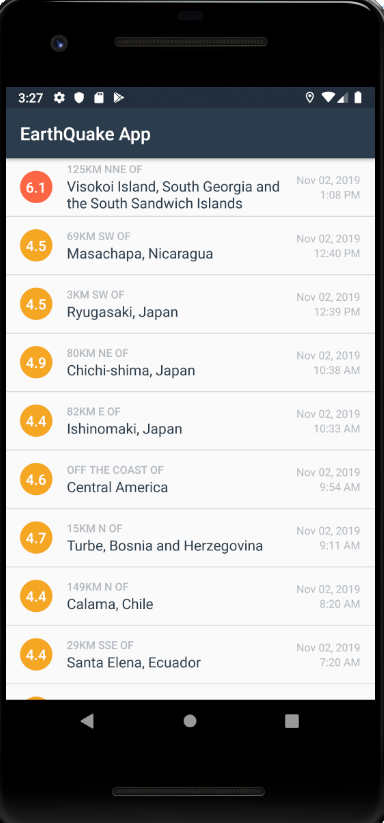 3:27
EarthQuake App
6.1
125KM NNE OF
Visokoi Island, South Georgia and
the South Sandwich Islands
Nov 02, 2019
1:08 PM
4.5
69KM SW OF
Masachapa, Nicaragua
Nov 02, 2019
12:40 PM
4.5
3KM SW OF
Ryugasaki, Japan
Nov 02, 2019
12:39 PM
4.9
80KM NE OF
Chichi-shima, Japan
Nov 02, 2019
10:38 AM
4.4
82KM E OF
Ishinomaki, Japan
Nov 02, 2019
10:33 AM
4.6
OFF THE COAST OF
Central America
Nov 02, 2019
9:54 AM
4.7
15KM N OF
Turbe, Bosnia and Herzegovina
Nov 02, 2019
9:11 AM
4.4
149KM N OF
Calama, Chile
Nov 02, 2019
8:20 AM
4.4
29KM SSE OF
Santa Elena, Ecuador
Nov 02, 2019
7:20 AM